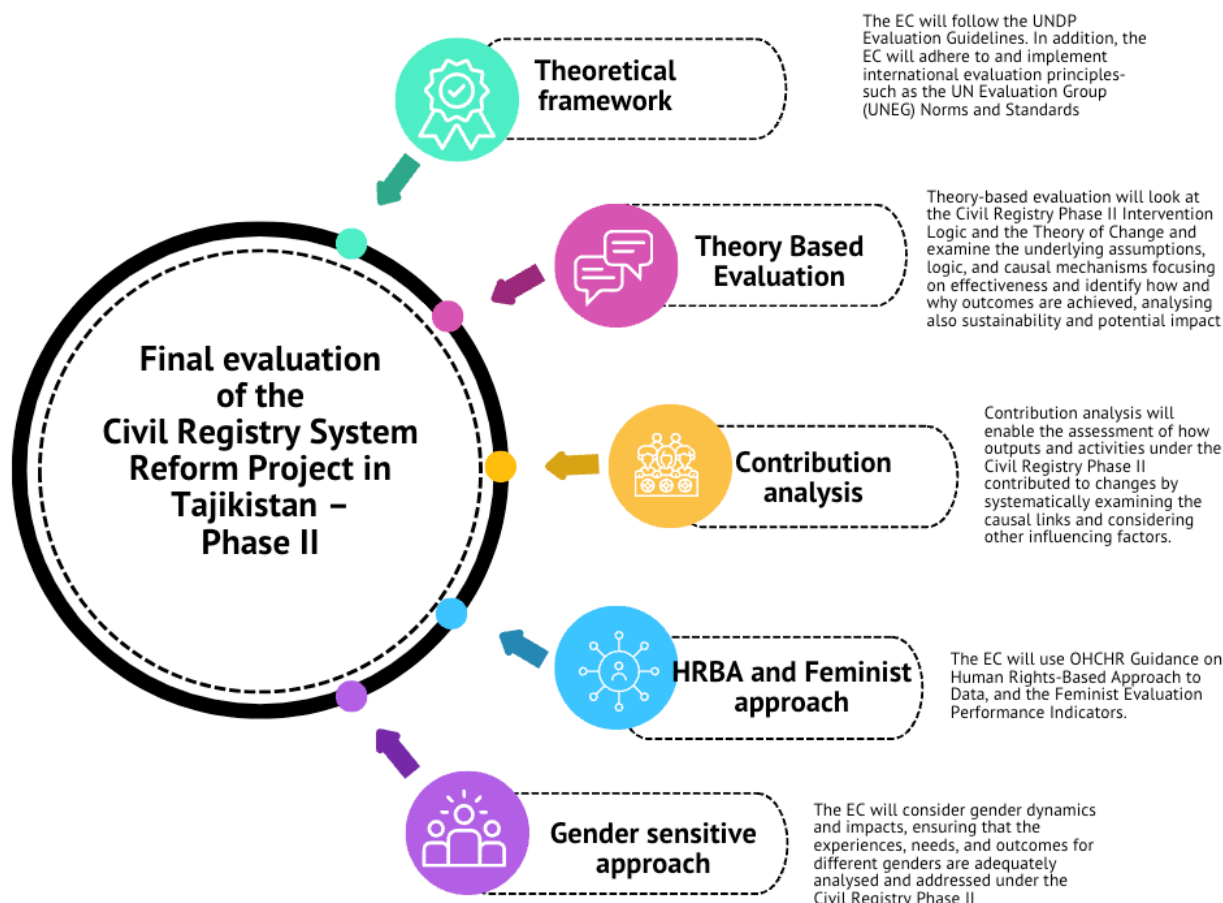 The EC will follow the UNDP
Evaluation Guidelines. In addition, the
EC will adhere to and implement
international evaluation principles-
such as the UN Evaluation Group
(UNEG) Norms and Standards
Theoretical
framework
Theory-based evaluation will look at
the Civil Registry Phase II Intervention
Logic and the Theory of Change and
examine the underlying assumptions,
logic, and causal mechanisms focusing
on effectiveness and identify how and
why outcomes are achieved, analysing
also sustainability and potential impact
Theory Based
Evaluation
Final evaluation
of the
Civil Registry System
Reform Project in
Tajikistan –
Phase II
Contribution
analysis
Contribution analysis will
enable the assessment of how
outputs and activities under the
Civil Registry Phase II
contributed to changes by
systematically examining the
causal links and considering
other influencing factors.
HRBA and Feminist
approach
The EC will use OHCHR Guidance on
Human Rights-Based Approach to
Data, and the Feminist Evaluation
Performance Indicators.
Gender sensitive
approach
The EC will consider gender dynamics
and impacts, ensuring that the
experiences, needs, and outcomes for
different genders are adequately
analysed and addressed under the
Civil Registry Phase II